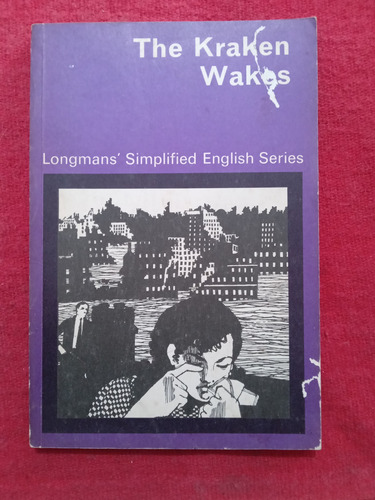 The Kraken
Wakes
Longmans' Simplified English Series